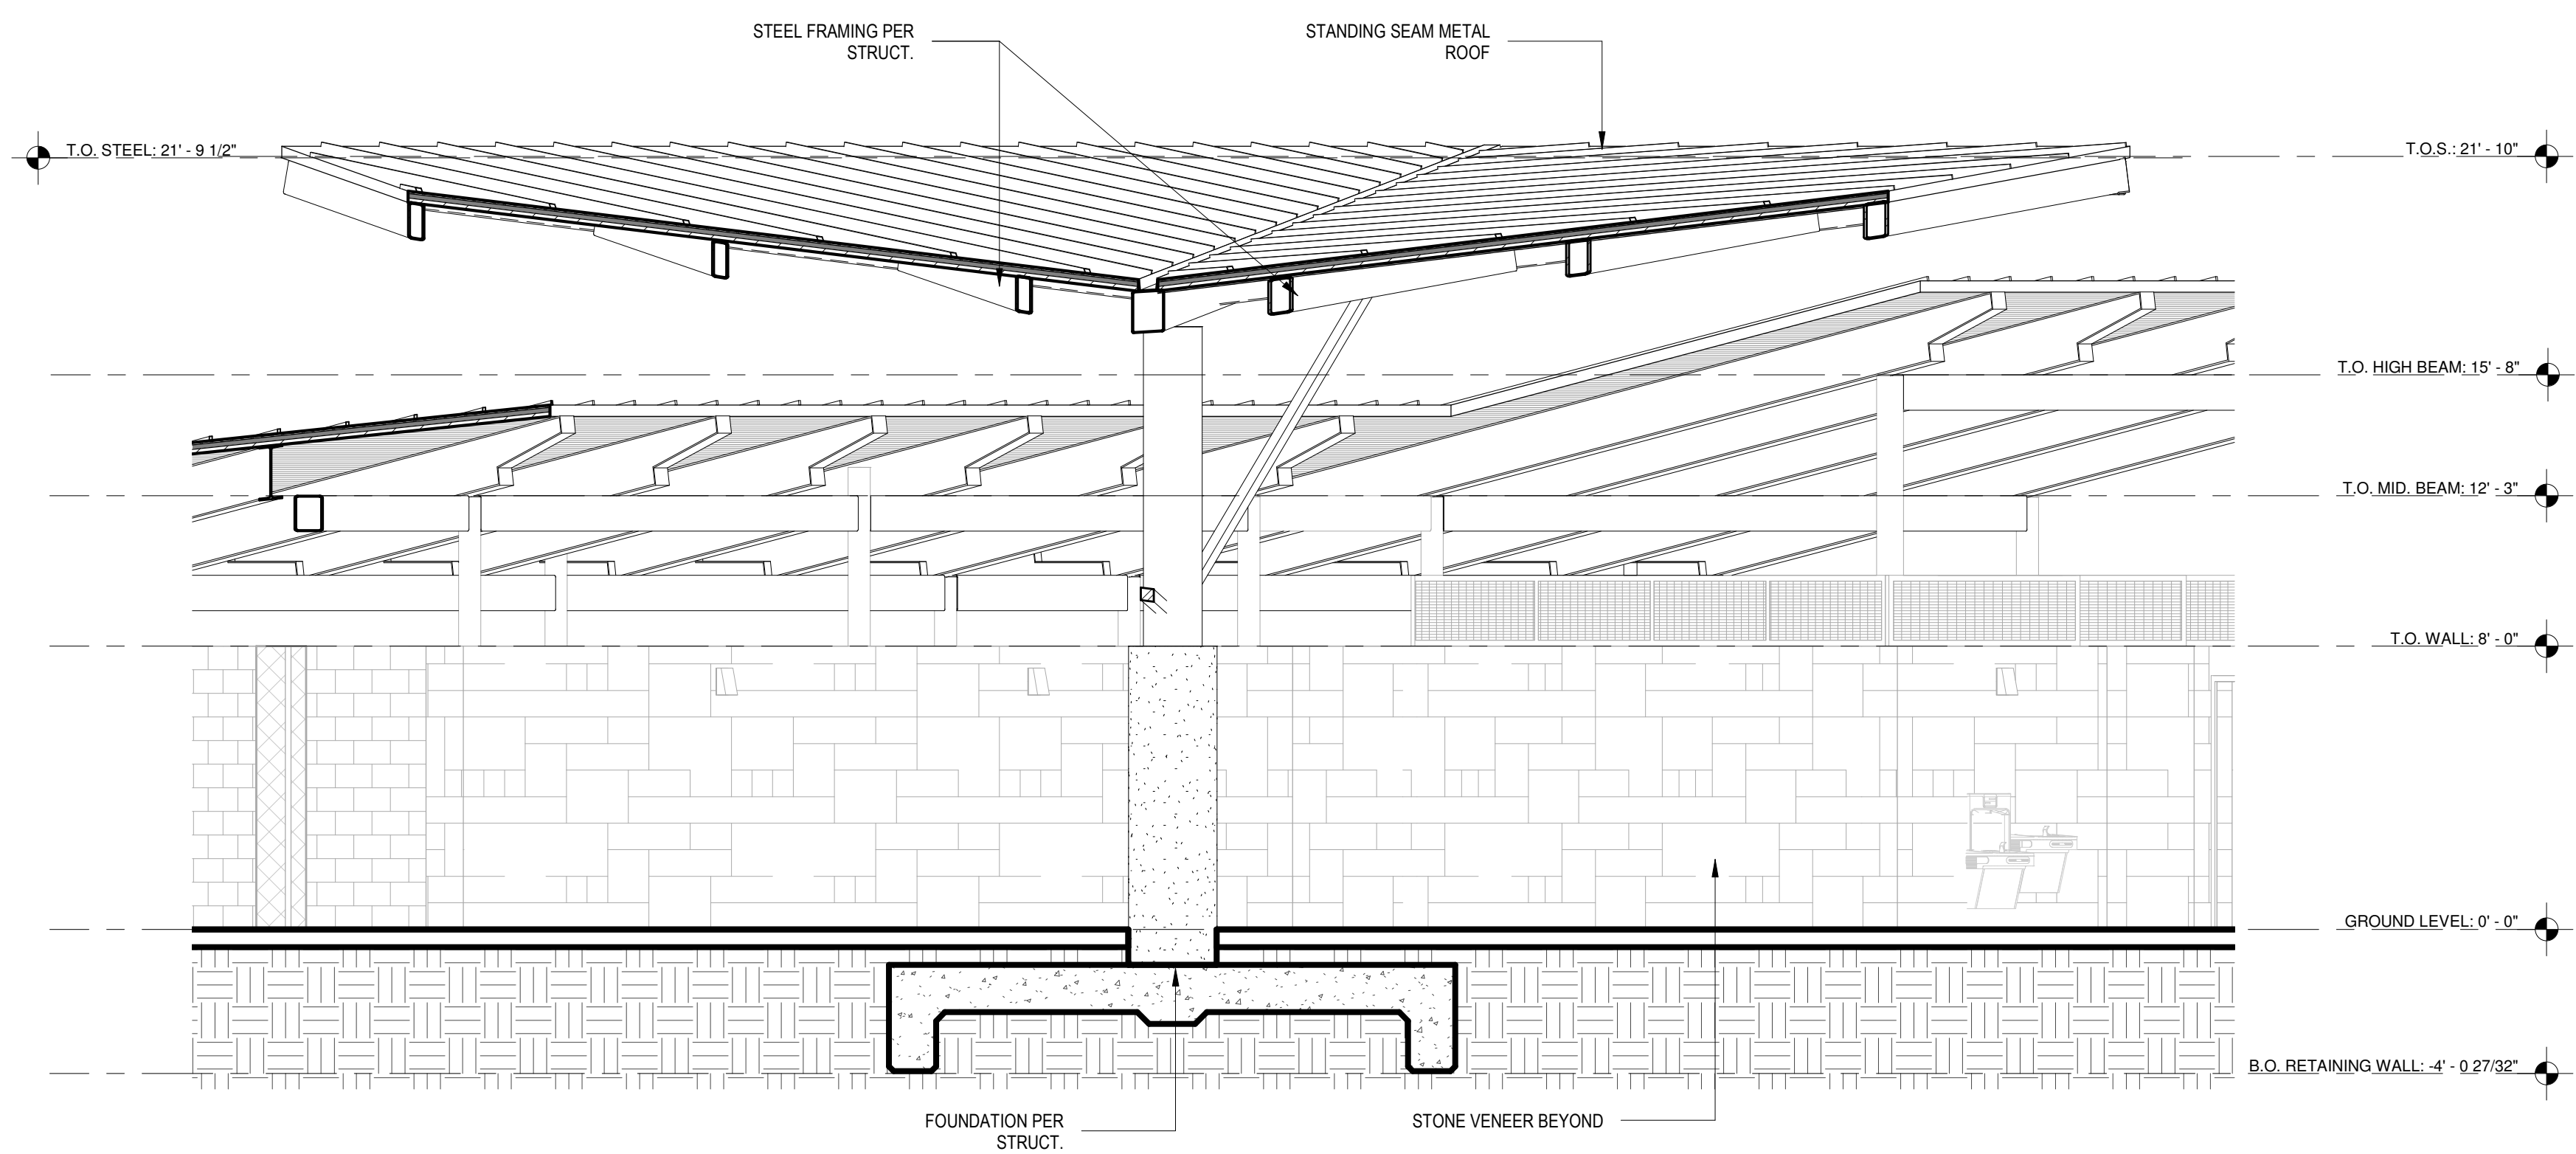 STEEL FRAMING PER
STRUCT.
STANDING SEAM METAL
ROOF
T.O. STEEL: 21' - 9 1/2"
T.O.S.: 21' - 10"
T.O. HIGH BEAM: 15' - 8"
T.O. MID. BEAM: 12' - 3"
T.O. WALL: 8' - 0"
GROUND LEVEL: 0' - 0"
B.O. RETAINING WALL: -4' - 0 27/32"
FOUNDATION PER
STRUCT.
STONE VENEER BEYOND